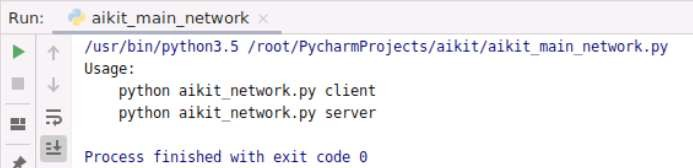 Run: aikit_main_network ×
/usr/bin/python3.5 /root/PycharmProjects/aikit/aikit_main_network.py
Usage:
python aikit_network.py client
python aikit_network.py server
Process finished with exit code 0